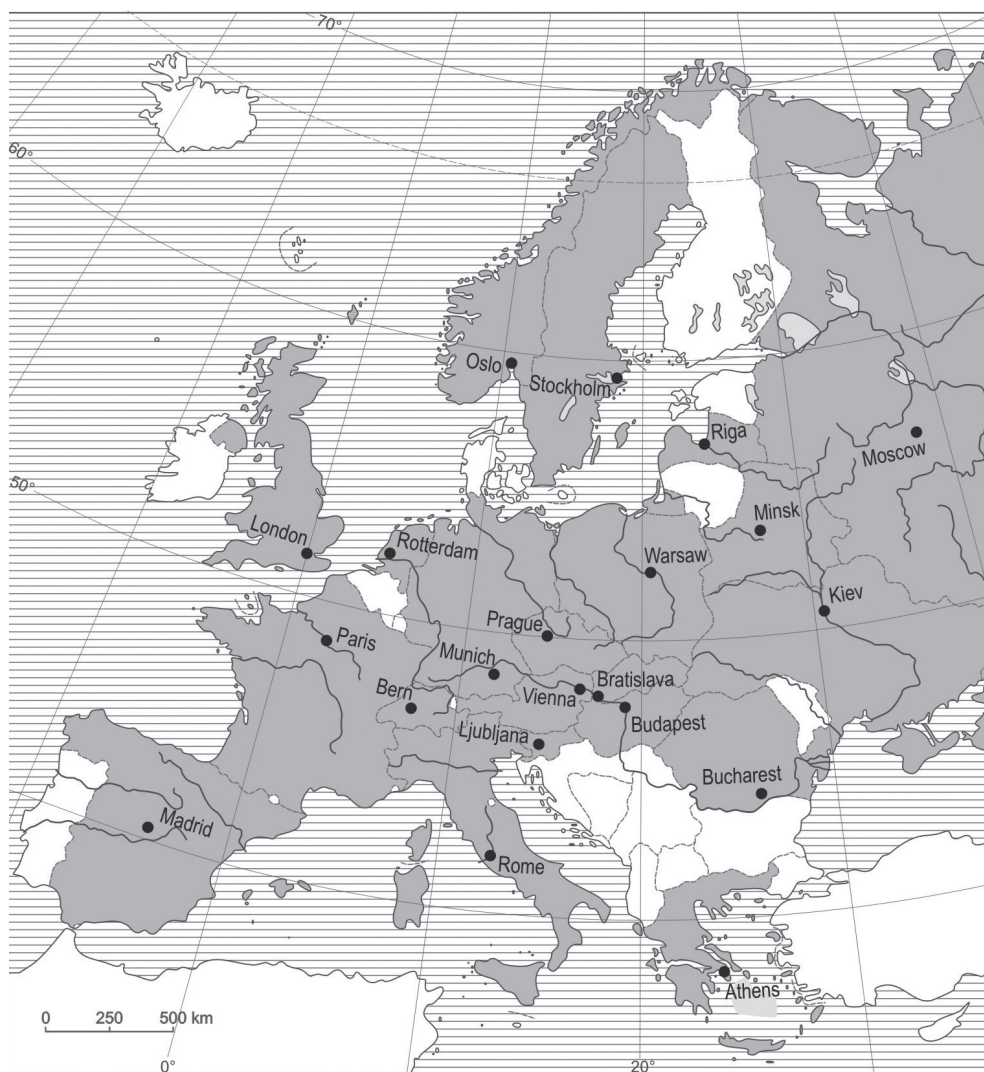 70°
60°
Oslo
Stockholm
Riga
Moscow
50°
London
Rotterdam
Minsk
Warsaw
Kiev
Prague
Paris
Munich
Bratislava
Vienna
Bern
Budapest
Ljubljana
Bucharest
Madrid
Rome
Athens
0 250 500 km
0°
20°